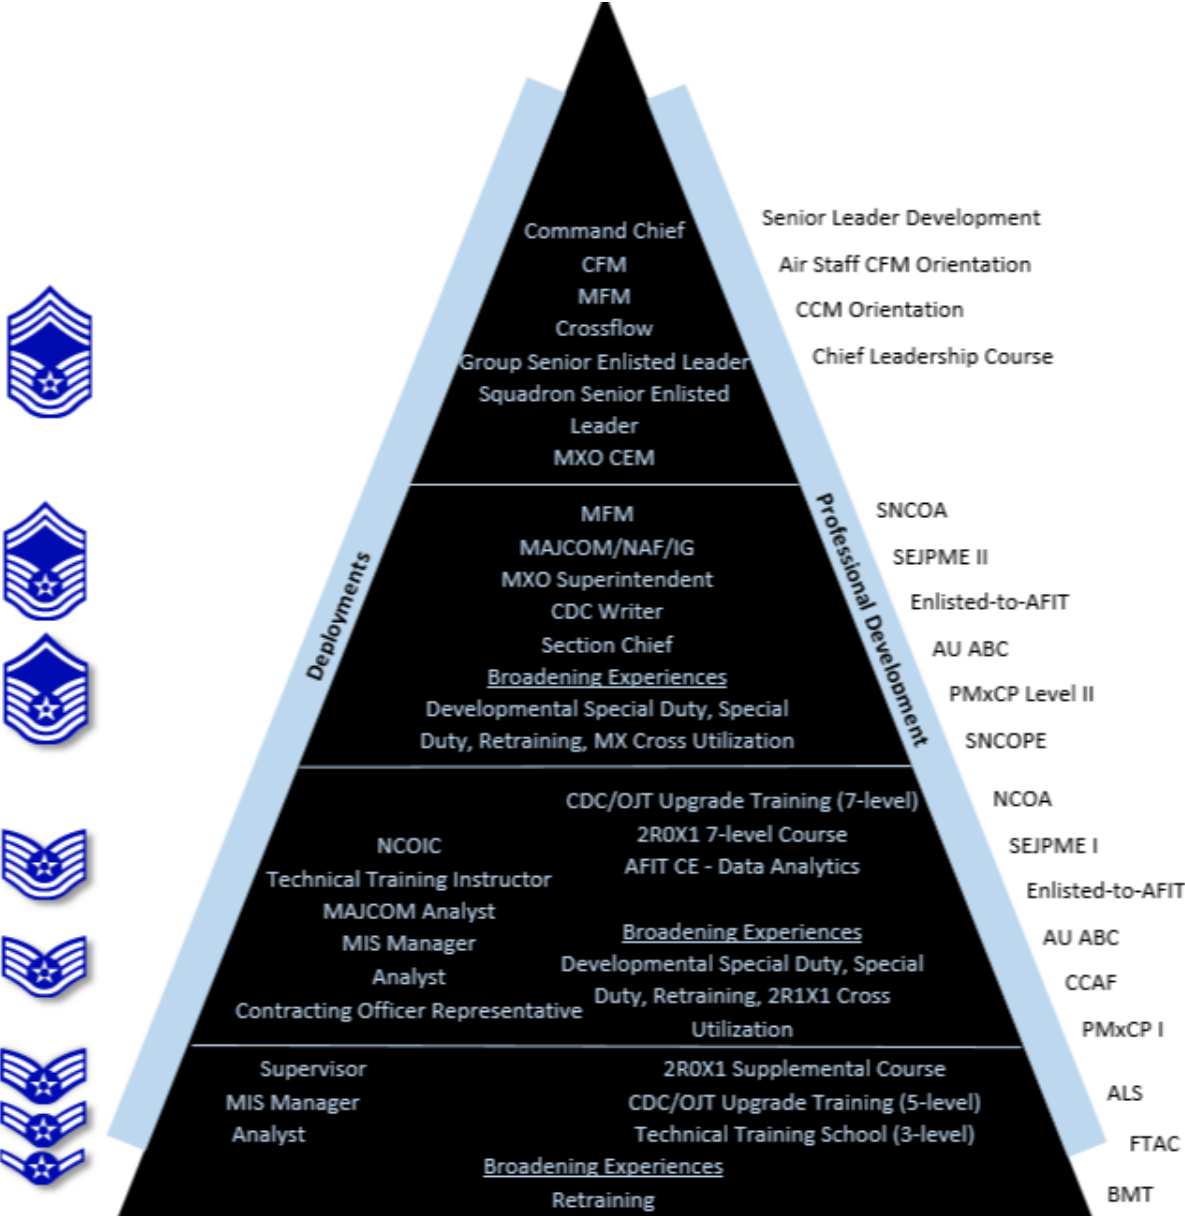 Command Chief
CFM
MFM
Crossflow
Group Senior Enlisted Leader
Squadron Senior Enlisted
Leader
MXO CEM
Senior Leader Development
Air Staff CFM Orientation
CCM Orientation
Chief Leadership Course
Deployments
Professional Development
MFM
MAJCOM/NAF/IG
MXO Superintendent
CDC Writer
Section Chief
Broadening Experiences
Developmental Special Duty, Special
Duty, Retraining, MX Cross Utilization
SNCOA
SEJPME II
Enlisted-to-AFIT
AU ABC
PMxCP Level II
SNCOPE
NCOIC
Technical Training Instructor
MAJCOM Analyst
MIS Manager
Analyst
Contracting Officer Representative
CDC/OJT Upgrade Training (7-level)
2R0X1 7-level Course
AFIT CE - Data Analytics
Broadening Experiences
Developmental Special Duty, Special
Duty, Retraining, 2R1X1 Cross
Utilization
NCOA
SEJPME I
Enlisted-to-AFIT
AU ABC
CCAF
PMxCP I
Supervisor
MIS Manager
Analyst
2R0X1 Supplemental Course
CDC/OJT Upgrade Training (5-level)
Technical Training School (3-level)
Broadening Experiences
Retraining
ALS
FTAC
BMT